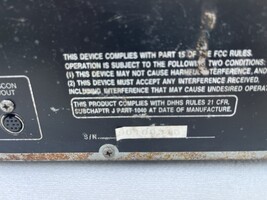 THIS DEVICE COMPLIES WITH PART 15 OF THE FCC RULES.
OPERATION IS SUBJECT TO THE FOLLOWING TWO CONDITIONS:
(1) THIS DEVICE MAY NOT CAUSE HARMFUL INTERFERENCE, AND
(2) THIS DEVICE MUST ACCEPT ANY INTERFERENCE RECEIVED,
INCLUDING INTERFERENCE THAT MAY CAUSE UNDESIRED OPERAT
THIS PRODUCT COMPLIES WITH DHHS RULES 21 CFR,
SUBCHAPTER J PART-1040 AT DATE OF MANUFACTURE.
ACON
/OUT
S/N